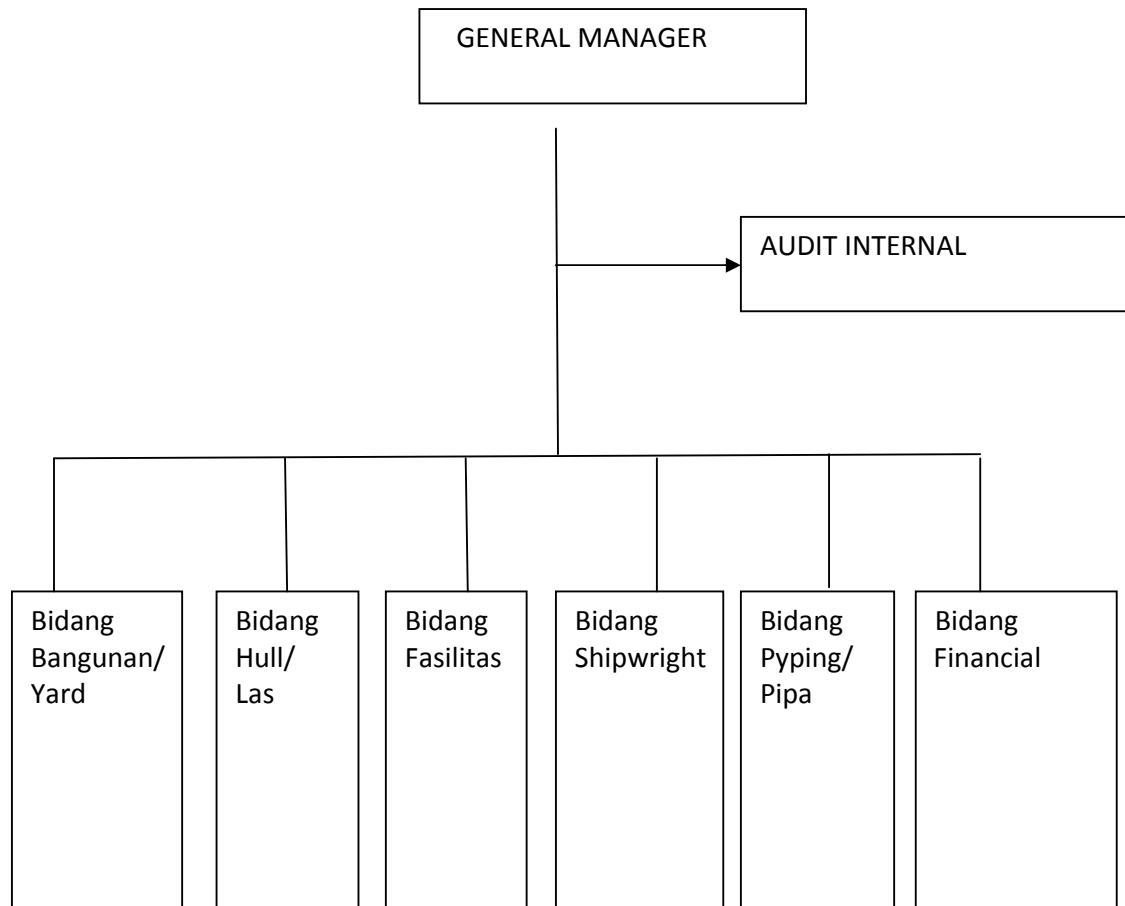 GENERAL MANAGER
AUDIT INTERNAL
Bidang
Bangunan/
Yard
Bidang
Hull/
Las
Bidang
Fasilitas
Bidang
Shipwright
Bidang
Pyping/
Pipa
Bidang
Financial